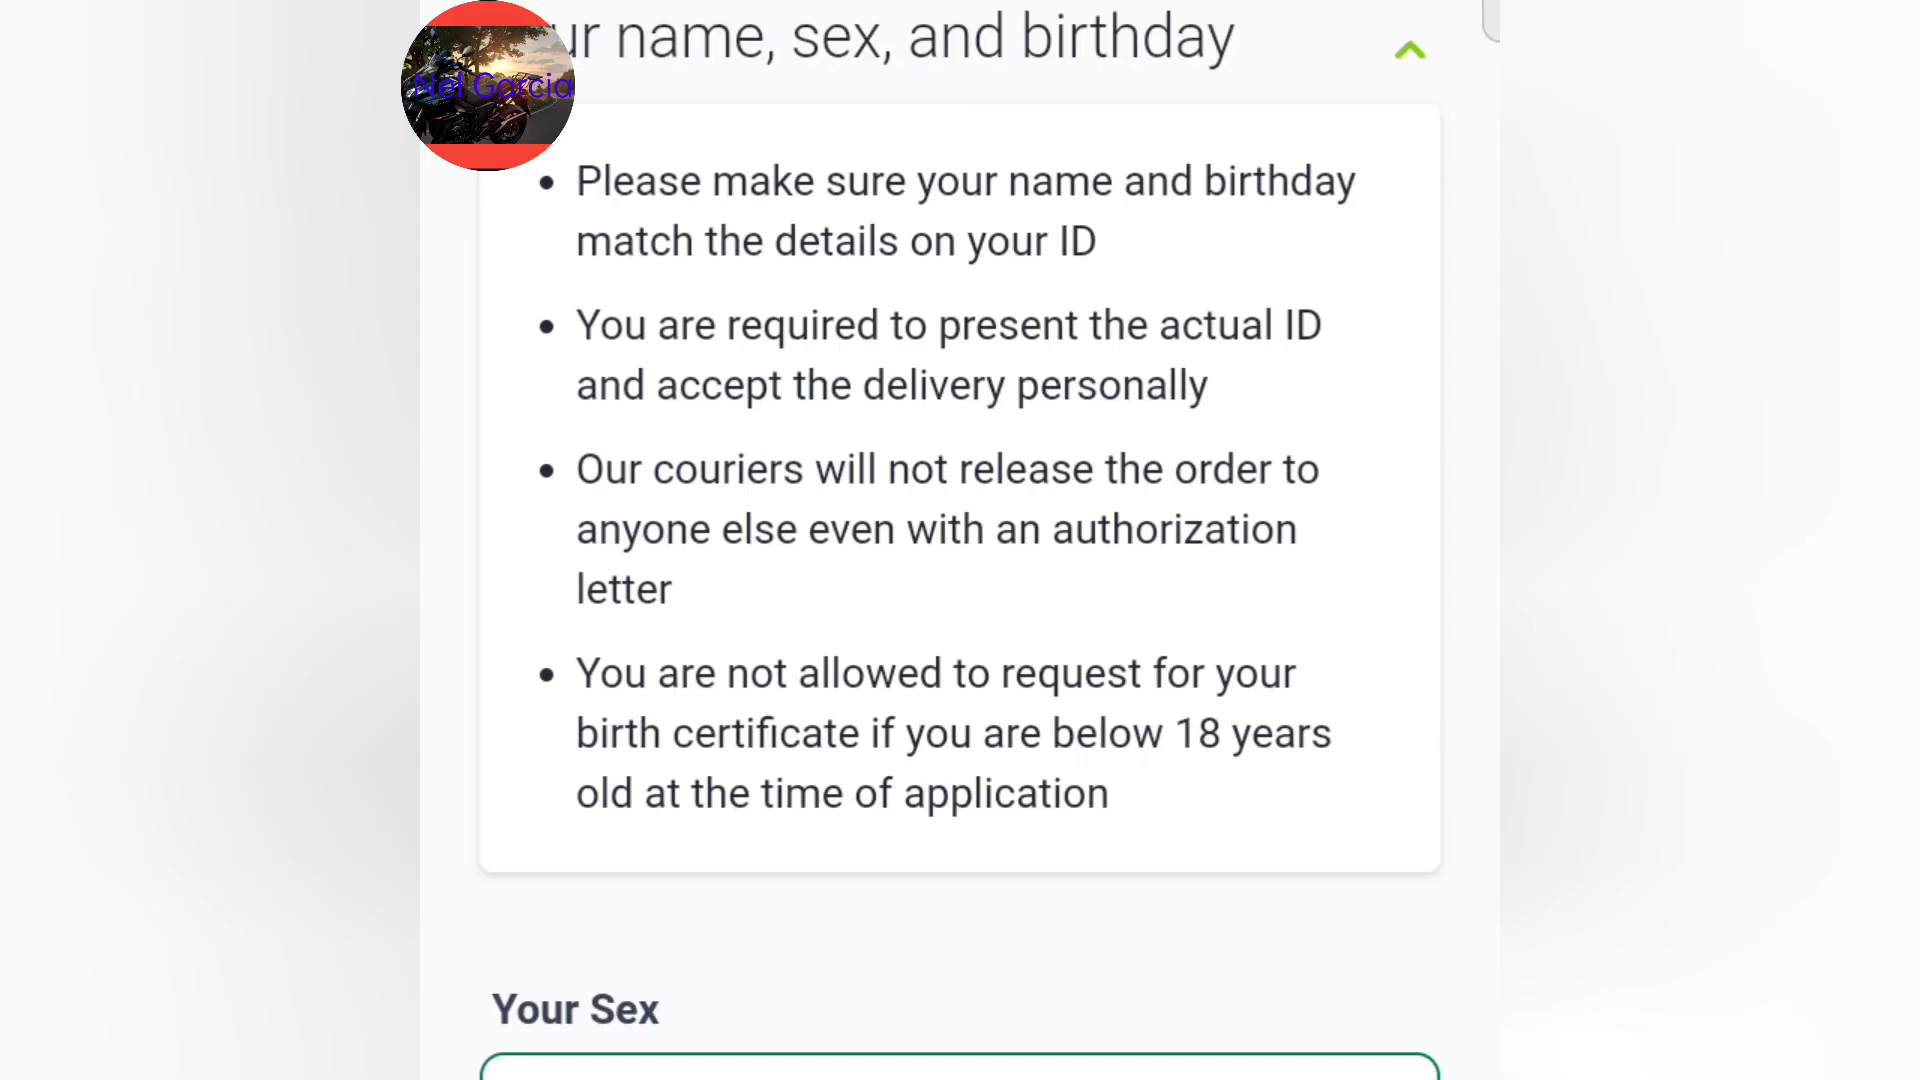 ur name, sex, and birthday
Nel Garcia
• Please make sure your name and birthday
match the details on your ID
• You are required to present the actual ID
and accept the delivery personally
• Our couriers will not release the order to
anyone else even with an authorization
letter
• You are not allowed to request for your
birth certificate if you are below 18 years
old at the time of application
Your Sex